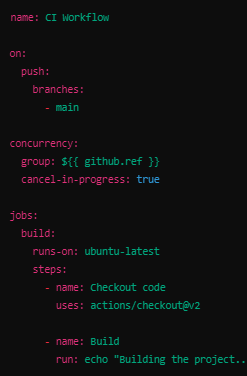 name: CI Workflow
on:
push:
branches:
- main
concurrency:
group: ${{ github.ref }}
cancel-in-progress: true
jobs:
build:
runs-on: ubuntu-latest
steps:
- name: Checkout code
uses: actions/checkout@v2
- name: Build
run: echo "Building the project..